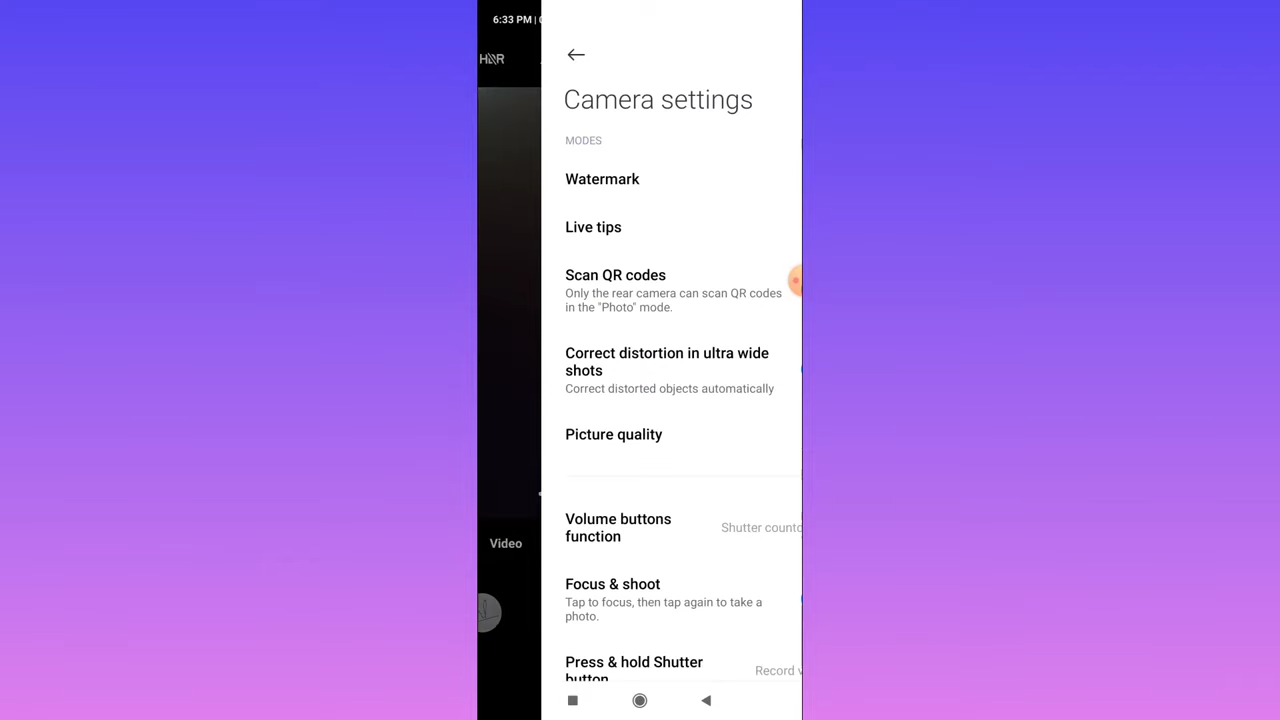 6:33 PM |
HDR
Camera settings
MODES
Watermark
Live tips
Scan QR codes
Only the rear camera can scan QR codes
in the "Photo" mode.
Correct distortion in ultra wide
shots
Correct distorted objects automatically
Picture quality
Volume buttons
function
Shutter
Focus & shoot
Tap to focus, then tap again to take a
photo.
Press & hold Shutter
button
Record
Video